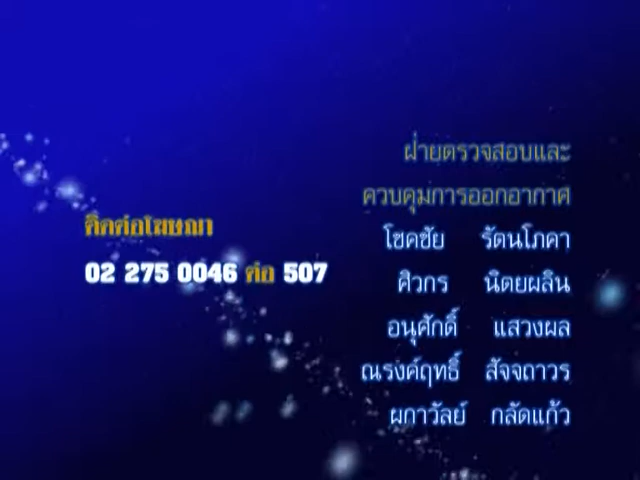 ติดต่อโฆษณา
02 275 0046 ต่อ 507
ฝ่ายตรวจสอบและ
ควบคุมการออกอากาศ
โชคชัย รัตนโภคา
ศิวกร นิตยผลิน
อนุศักดิ์ แสวงผล
ณรงค์ฤทธิ์ สัจจถาวร
ผกาวัลย์ กลัดแก้ว